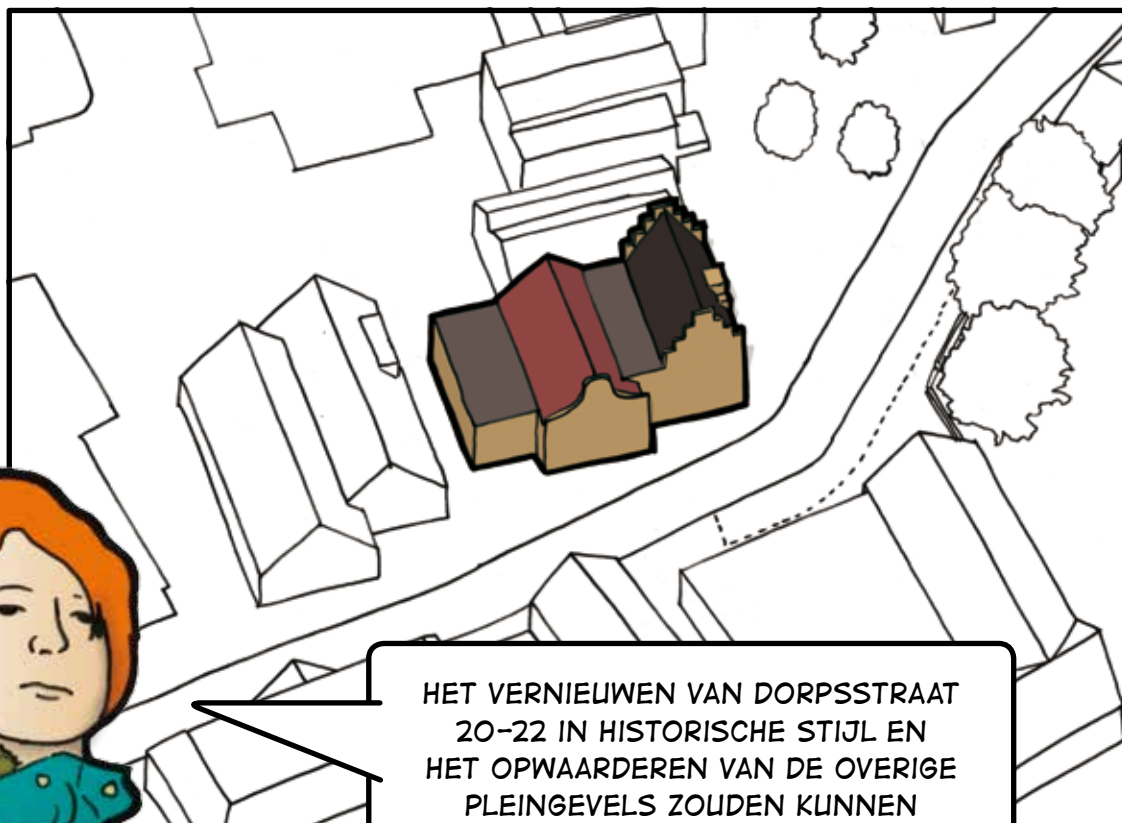 HET VERNIEUWEN VAN DORPSSTRAAT
20-22 IN HISTORISCHE STIJL EN
HET OPWAARDEREN VAN DE OVERIGE
PLEINGEVELS ZOUDEN KUNNEN